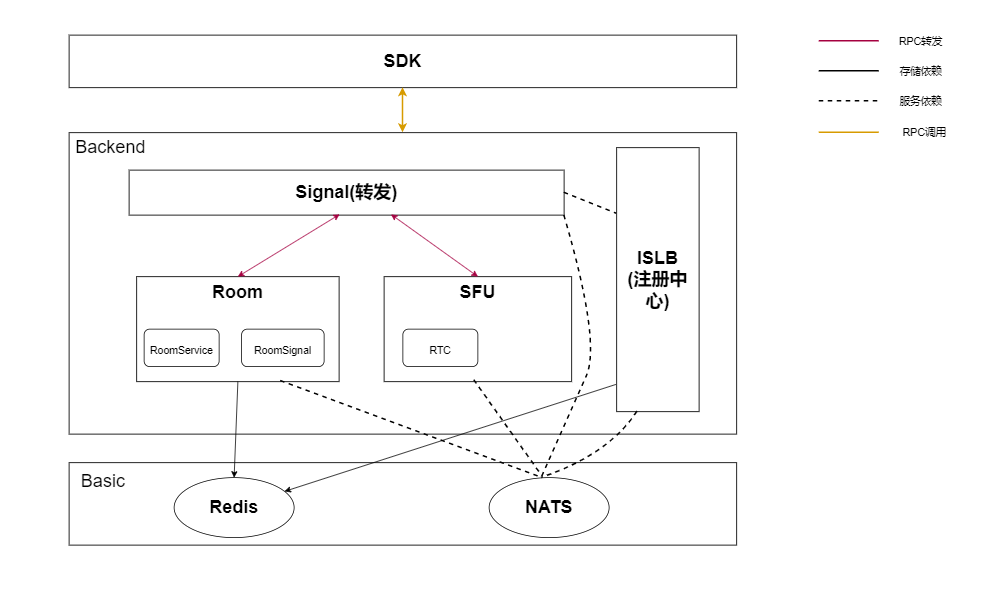 SDK
RPC转发
存储依赖
服务依赖
RPC调用
Backend
Signal(转发)
ISLB
(注册中
心)
Room
SFU
RoomService
RoomSignal
RTC
Basic
Redis
NATS